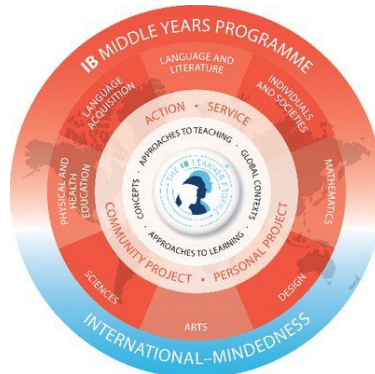 IB MIDDLE YEARS PROGRAMME
LANGUAGE AND
LITERATURE
INDIVIDUALS
AND SOCIETIES
MATHEMATICS
DESIGN
ARTS
SCIENCES
PHYSICAL AND
HEALTH
EDUCATION
LANGUAGE
ACQUISITION
ACTION • SERVICE
COMMUNITY PROJECT • PERSONAL PROJECT
APPROACHES TO TEACHING •
GLOBAL CONTEXTS
APPROACHES TO LEARNING •
CONCEPTS •
THE IB LEARNER PROFILE
INTERNATIONAL–MINDEDNESS